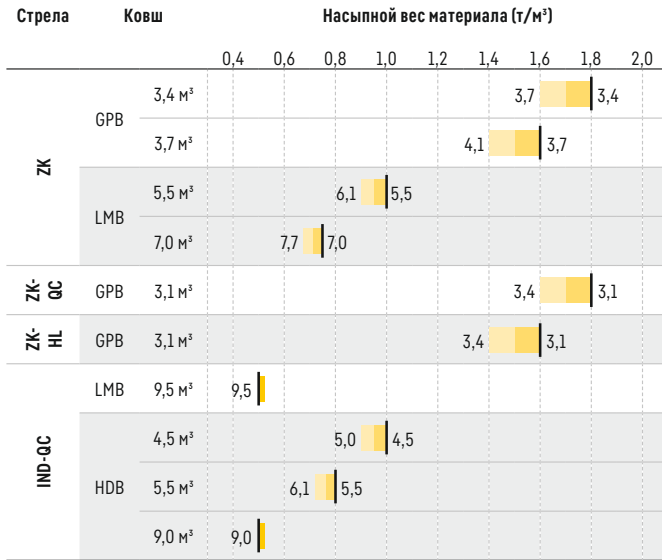 Стрела Ковш Насыпной вес материала (т/м³)
0,4 0,6 0,8 1,0 1,2 1,4 1,6 1,8 2,0
ZK GPB 3,4 м³ 3,7 3,4
3,7 м³ 4,1 3,7
LMB 5,5 м³ 6,1 5,5
7,0 м³ 7,7 7,0
ZK-QC GPB 3,1 м³ 3,4 3,1
ZK-HL GPB 3,1 м³ 3,4 3,1
IND-QC LMB 9,5 м³ 9,5
HDB 4,5 м³ 5,0 4,5
5,5 м³ 6,1 5,5
9,0 м³ 9,0